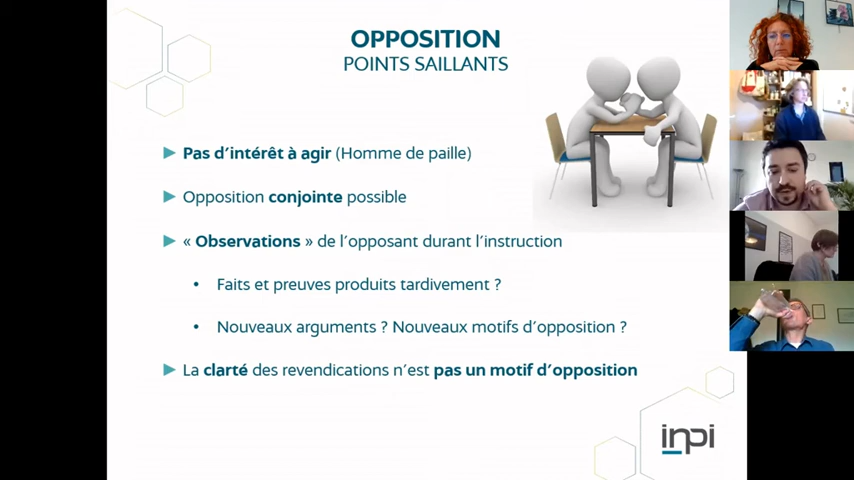 OPPOSITION
POINTS SAILLANTS
Pas d'intérêt à agir (Homme de paille)
Opposition conjointe possible
« Observations » de l'opposant durant l'instruction
• Faits et preuves produits tardivement ?
• Nouveaux arguments ? Nouveaux motifs d'opposition ?
La clarté des revendications n'est pas un motif d'opposition
inpi